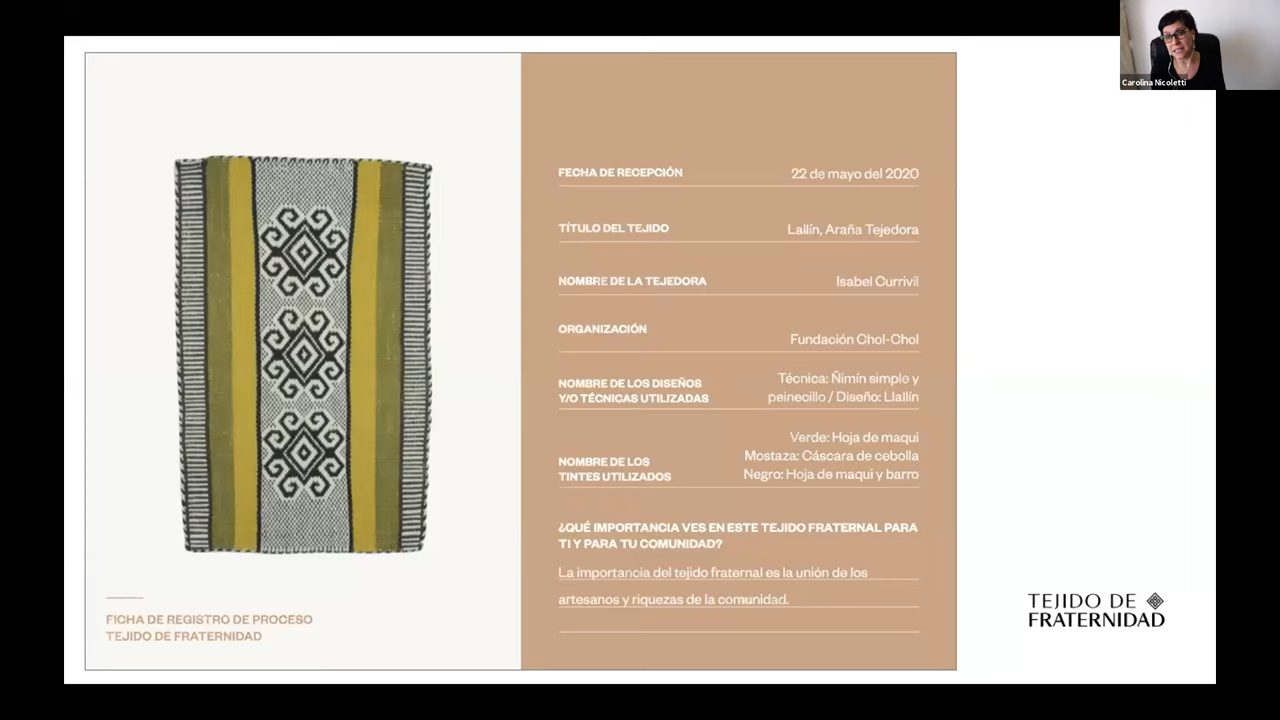 Carolina Nicoletti
FECHA DE RECEPCIÓN
22 de mayo del 2020
TÍTULO DEL TEJIDO
Lallín, Araña Tejedora
NOMBRE DE LA TEJEDORA
Isabel Currivil
ORGANIZACIÓN
Fundación Chol-Chol
NOMBRE DE LOS DISEÑOS
Y/O TÉCNICAS UTILIZADAS
Técnica: Ñimín simple y
peinecillo / Diseño: Llallín
NOMBRE DE LOS
TINTES UTILIZADOS
Verde: Hoja de maqui
Mostaza: Cáscara de cebolla
Negro: Hoja de maqui y barro
¿QUÉ IMPORTANCIA VES EN ESTE TEJIDO FRATERNAL PARA
TI Y PARA TU COMUNIDAD?
La importancia del tejido fraternal es la unión de los
artesanos y riquezas de la comunidad.
FICHA DE REGISTRO DE PROCESO
TEJIDO DE FRATERNIDAD
TEJIDO DE
FRATERNIDAD